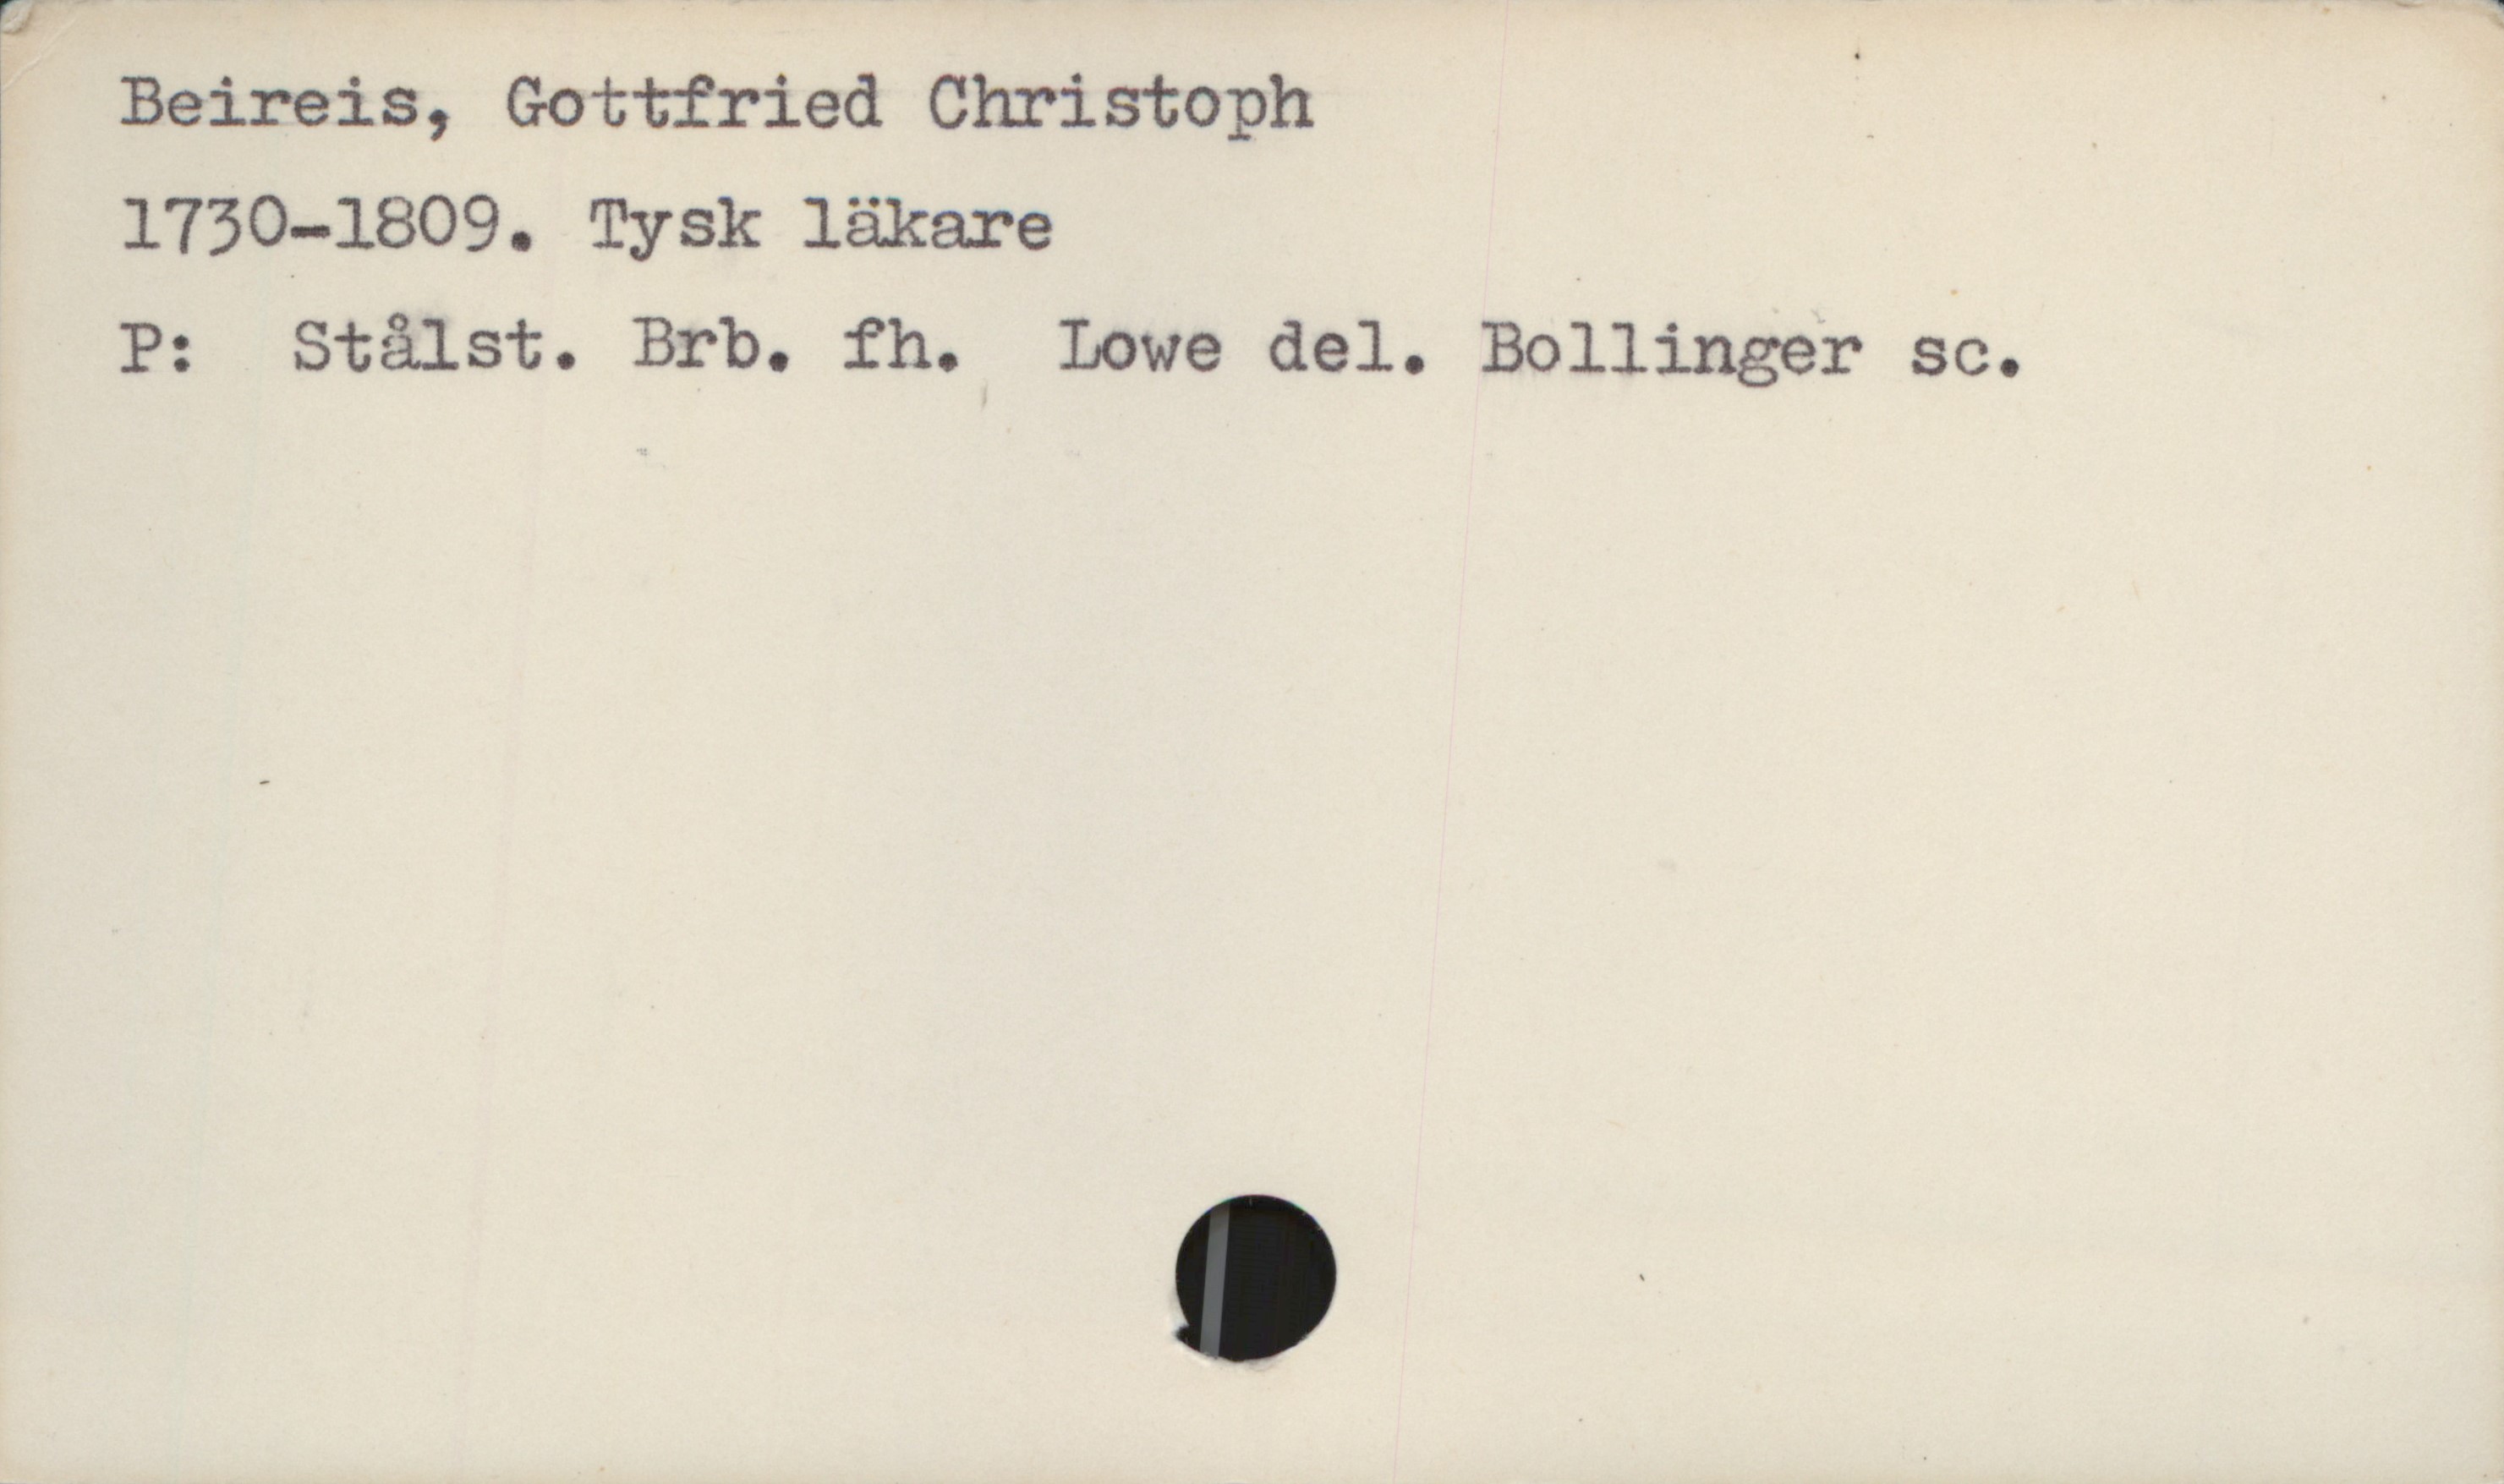 Beireis, Gottfried Christoph
1730-1809. Tysk läkare
P: Stålst. Brb. fh. Lowe del. Bollinger sc.